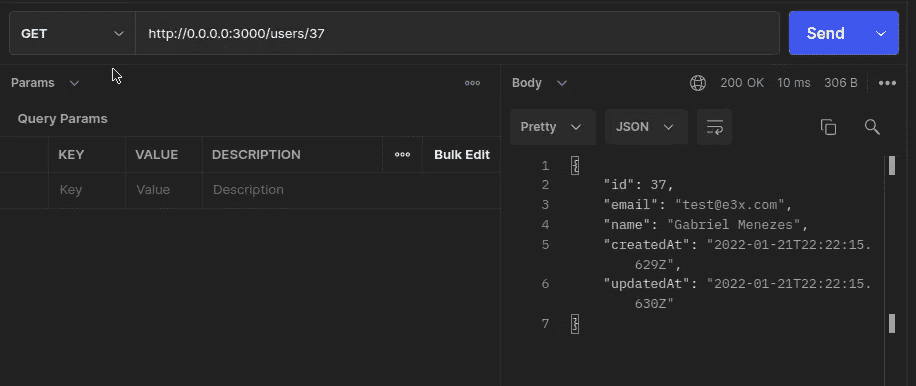 GET http://0.0.0.0:3000/users/37 Send
Params
Query Params
KEY VALUE DESCRIPTION Bulk Edit
Key Value Description
Body 200 OK 10 ms 306 B
Pretty JSON
1 {
2 "id": 37,
3 "email": "test@e3x.com",
4 "name": "Gabriel Menezes",
5 "createdAt": "2022-01-21T22:22:15.
629Z",
6 "updatedAt": "2022-01-21T22:22:15.
630Z"
7 }